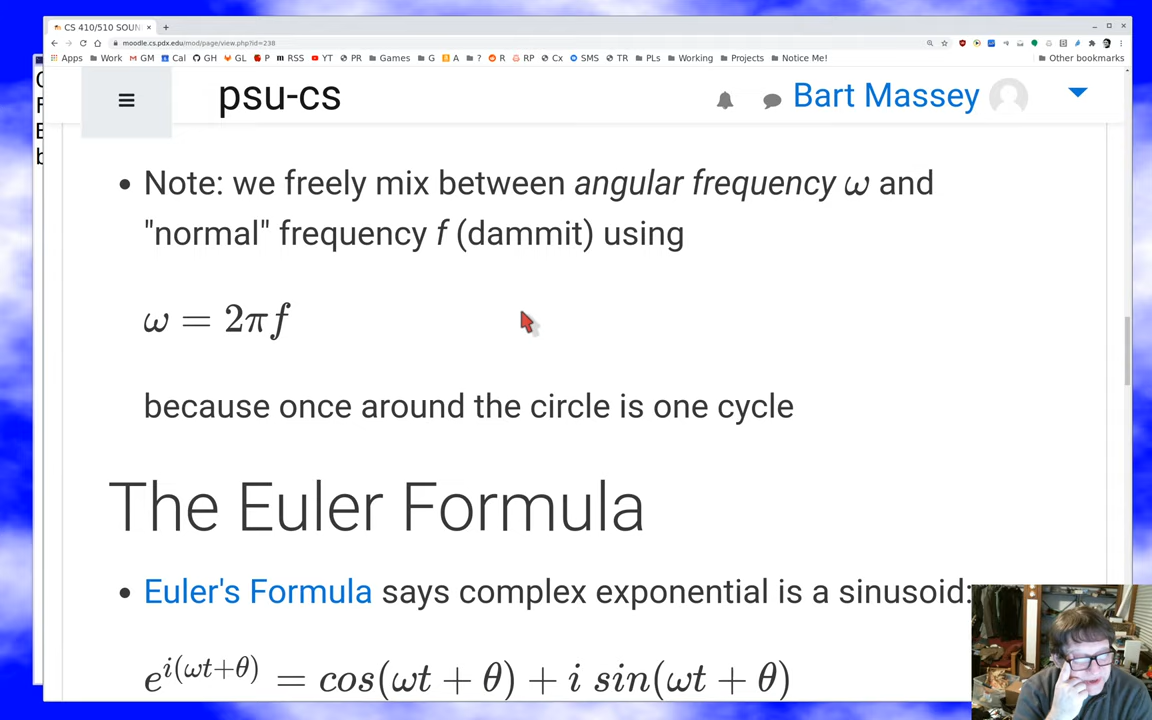 CS 410/510 SOUN
moodle.cs.pdx.edu/mod/page/view.php?id=238
Apps Work GM Cal GH GL P RSS YT PR Games G A ? R RP Cx SMS TR PLs Working Projects Notice Me! Other bookmarks
psu-cs
Bart Massey
• Note: we freely mix between angular frequency ω and
"normal" frequency f (dammit) using
ω = 2πf
because once around the circle is one cycle
The Euler Formula
• Euler's Formula says complex exponential is a sinusoid:
e^{i(ωt+θ)} = cos(ωt + θ) + i sin(ωt + θ)